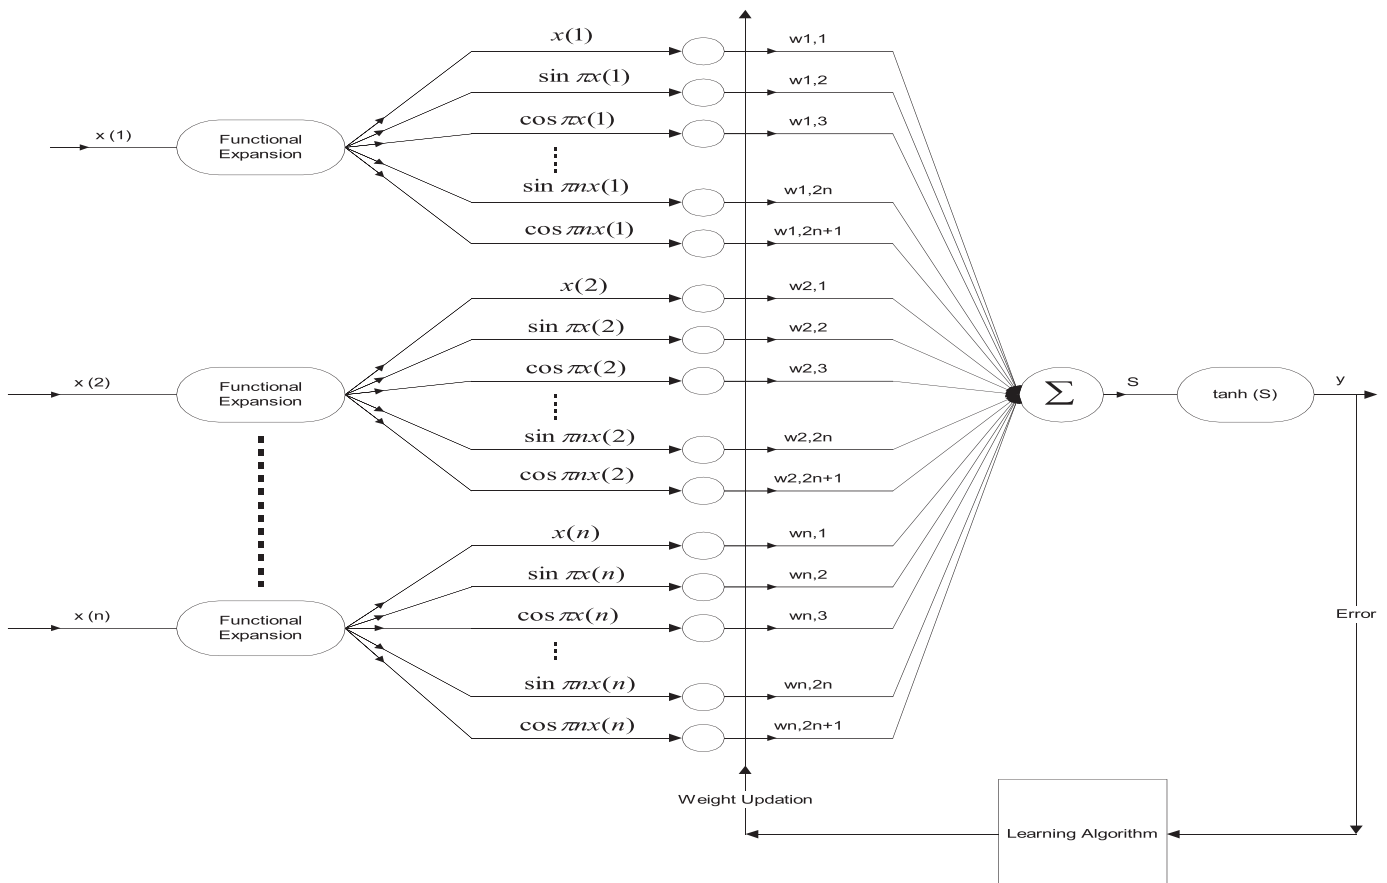 x(1)
w1,1
sin πx(1)
w1,2
x (1)
Functional
Expansion
cos πx(1)
w1,3
sin πnx(1)
w1,2n
cos πnx(1)
w1,2n+1
x(2)
w2,1
sin πx(2)
w2,2
x (2)
Functional
Expansion
cos πx(2)
w2,3
Σ
S
tanh (S)
y
sin πnx(2)
w2,2n
cos πnx(2)
w2,2n+1
x(n)
wn,1
sin πx(n)
wn,2
x (n)
Functional
Expansion
cos πx(n)
wn,3
Error
sin πnx(n)
wn,2n
cos πnx(n)
wn,2n+1
Weight Updation
Learning Algorithm